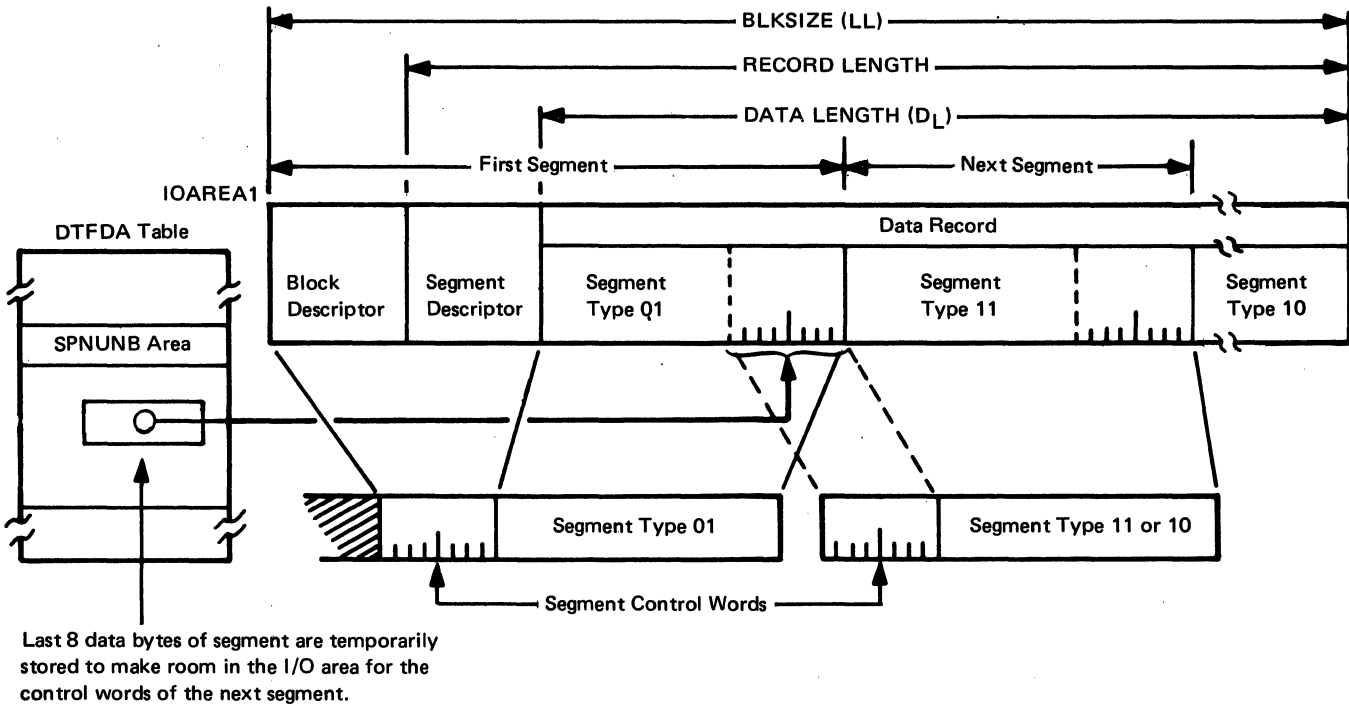 BLKSIZE (LL)
RECORD LENGTH
DATA LENGTH (DL)
First Segment
Next Segment
IOAREA1
DTFDA Table
Data Record
Block
Descriptor
Segment
Descriptor
Segment
Type 01
Segment
Type 11
Segment
Type 10
SPNUNB Area
Segment Type 01
Segment Type 11 or 10
Segment Control Words
Last 8 data bytes of segment are temporarily
stored to make room in the I/O area for the
control words of the next segment.